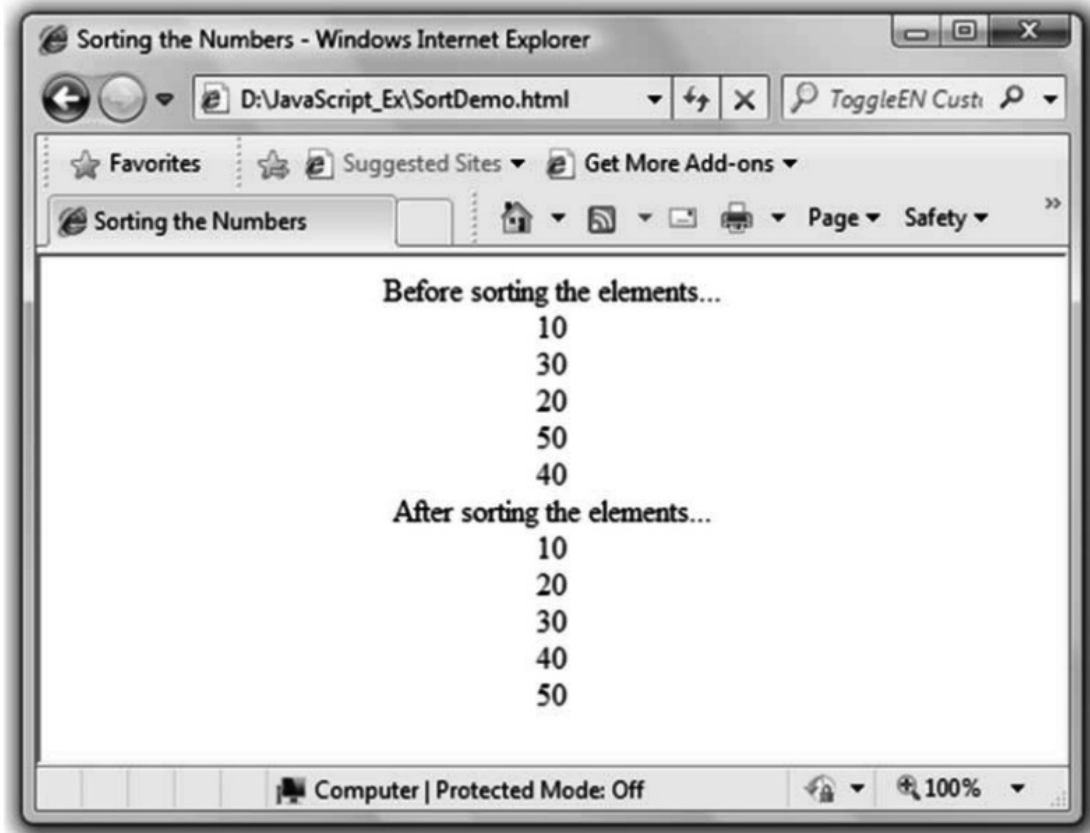 Sorting the Numbers - Windows Internet Explorer
D:\JavaScript_Ex\SortDemo.html
ToggleEN Cust
Favorites Suggested Sites Get More Add-ons
Sorting the Numbers Page Safety »
Before sorting the elements...
10
30
20
50
40
After sorting the elements...
10
20
30
40
50
Computer | Protected Mode: Off 100%